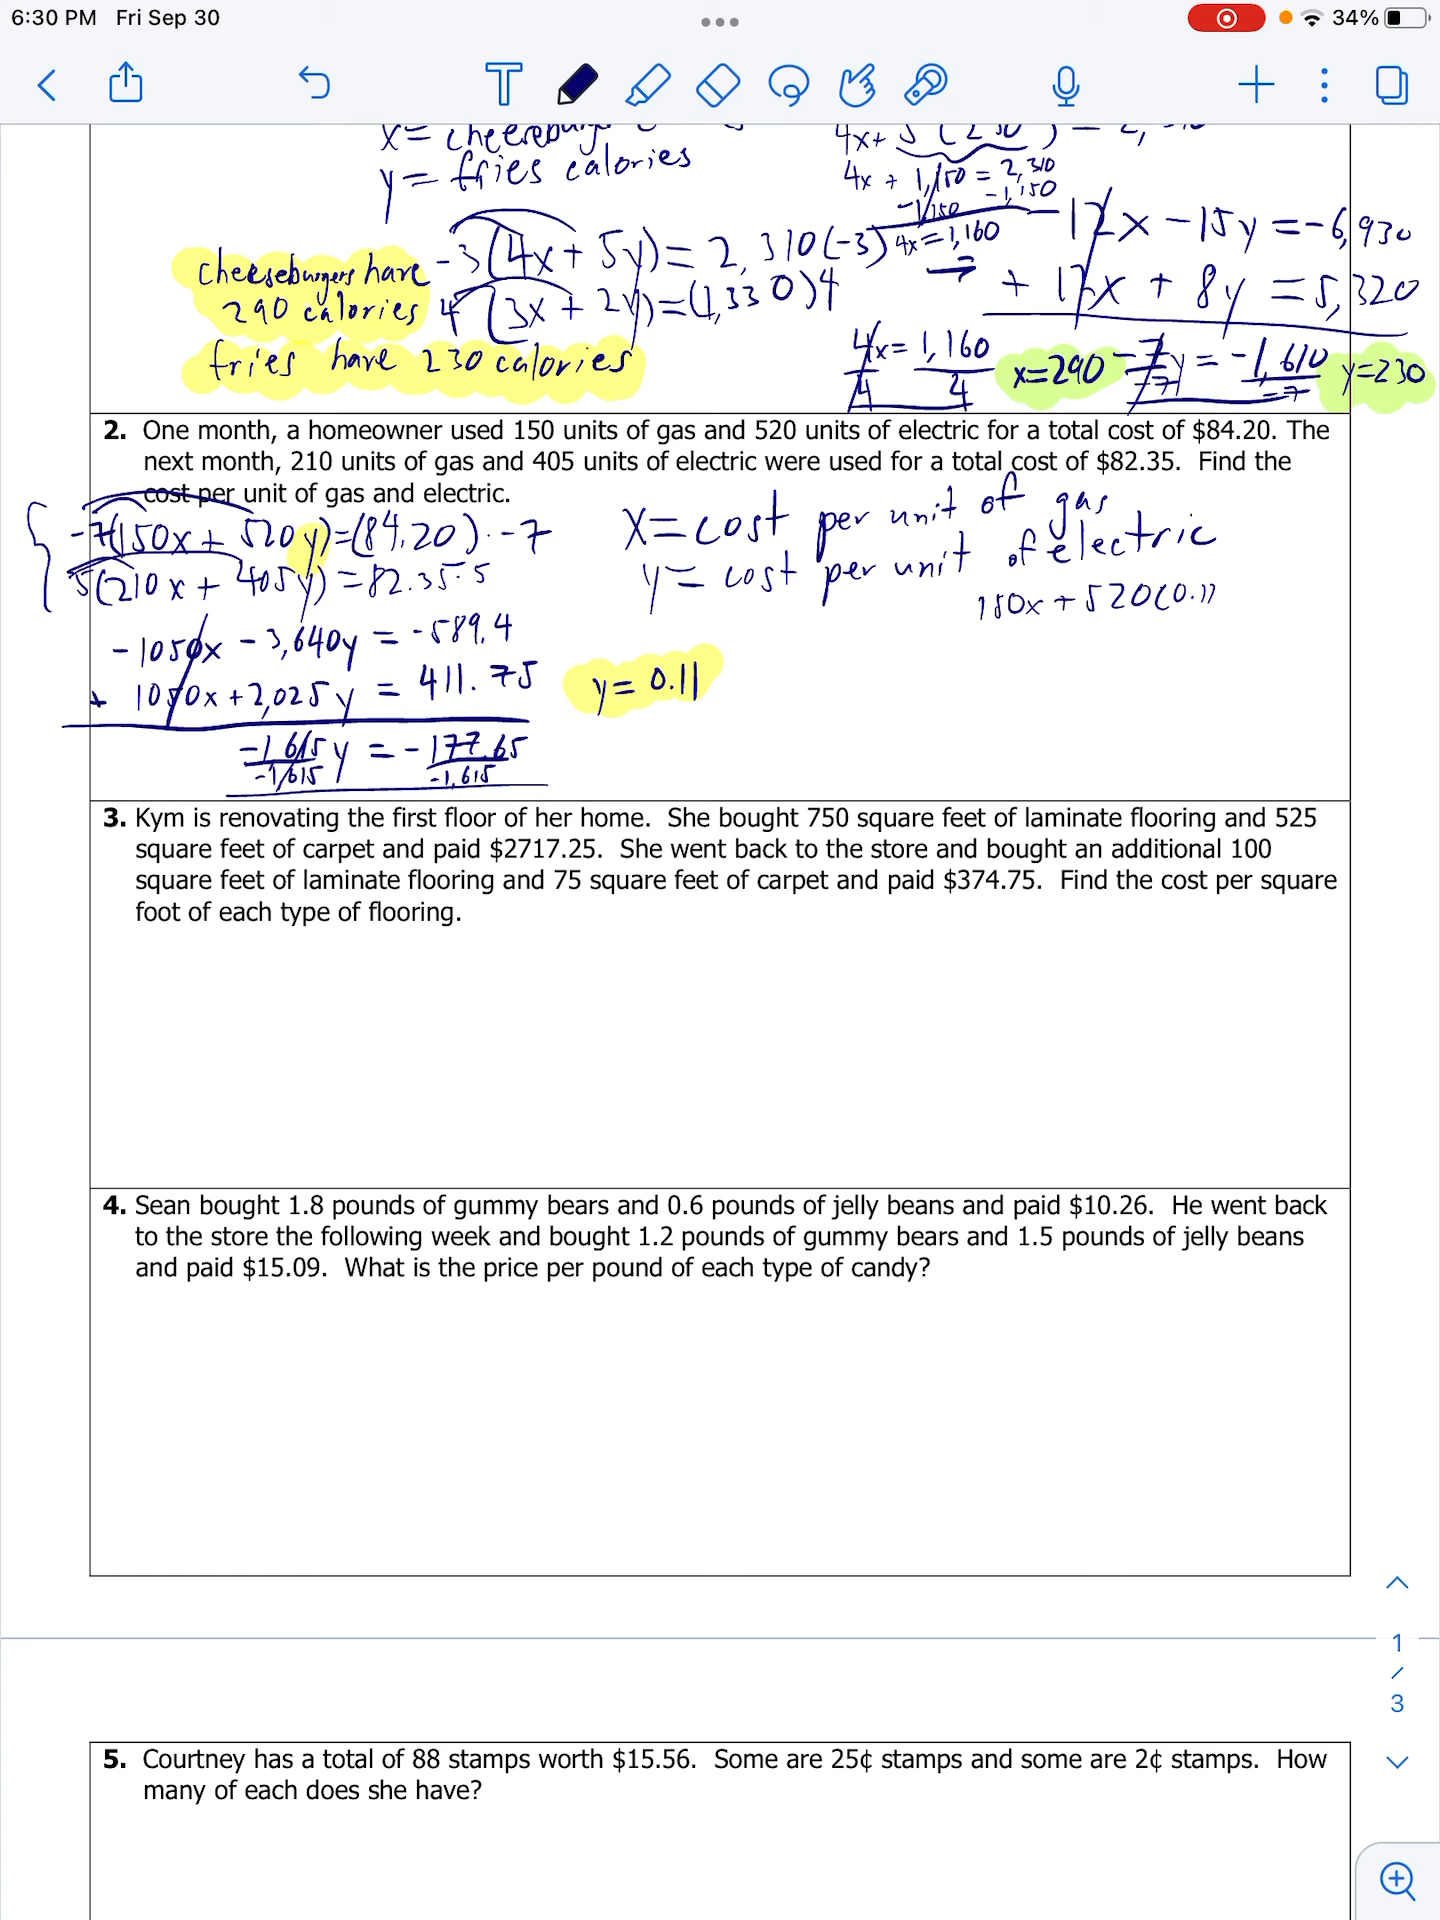 6:30 PM Fri Sep 30
34%
x= cheeseburger
y= fries calories
4x + 1,150 = 2,310
-1,150 -1,150
4x=1,160
-3(4x+ 5y)= 2,310(-3)
4(3x + 2y)=(1,330)4
-12x -15y =-6,930
+ 12x + 8y =5,320
cheeseburgers have
290 calories
fries have 230 calories
4x= 1,160
4 4
x=290
-7y = -1,610
-7 -7
y=230
2. One month, a homeowner used 150 units of gas and 520 units of electric for a total cost of $84.20. The
next month, 210 units of gas and 405 units of electric were used for a total cost of $82.35. Find the
cost per unit of gas and electric.
-7(150x + 520y)=(84.20).-7
5(210x + 405y)=82.35.5
x=cost per unit of gas
y= cost per unit of electric
150x + 520(0.11
-1050x - 3,640y = -589.4
+ 1050x+2,025y = 411.75
y= 0.11
-1615y = -177.65
-1,615 -1,615
3. Kym is renovating the first floor of her home. She bought 750 square feet of laminate flooring and 525
square feet of carpet and paid $2717.25. She went back to the store and bought an additional 100
square feet of laminate flooring and 75 square feet of carpet and paid $374.75. Find the cost per square
foot of each type of flooring.
4. Sean bought 1.8 pounds of gummy bears and 0.6 pounds of jelly beans and paid $10.26. He went back
to the store the following week and bought 1.2 pounds of gummy bears and 1.5 pounds of jelly beans
and paid $15.09. What is the price per pound of each type of candy?
1
/
3
5. Courtney has a total of 88 stamps worth $15.56. Some are 25¢ stamps and some are 2¢ stamps. How
many of each does she have?